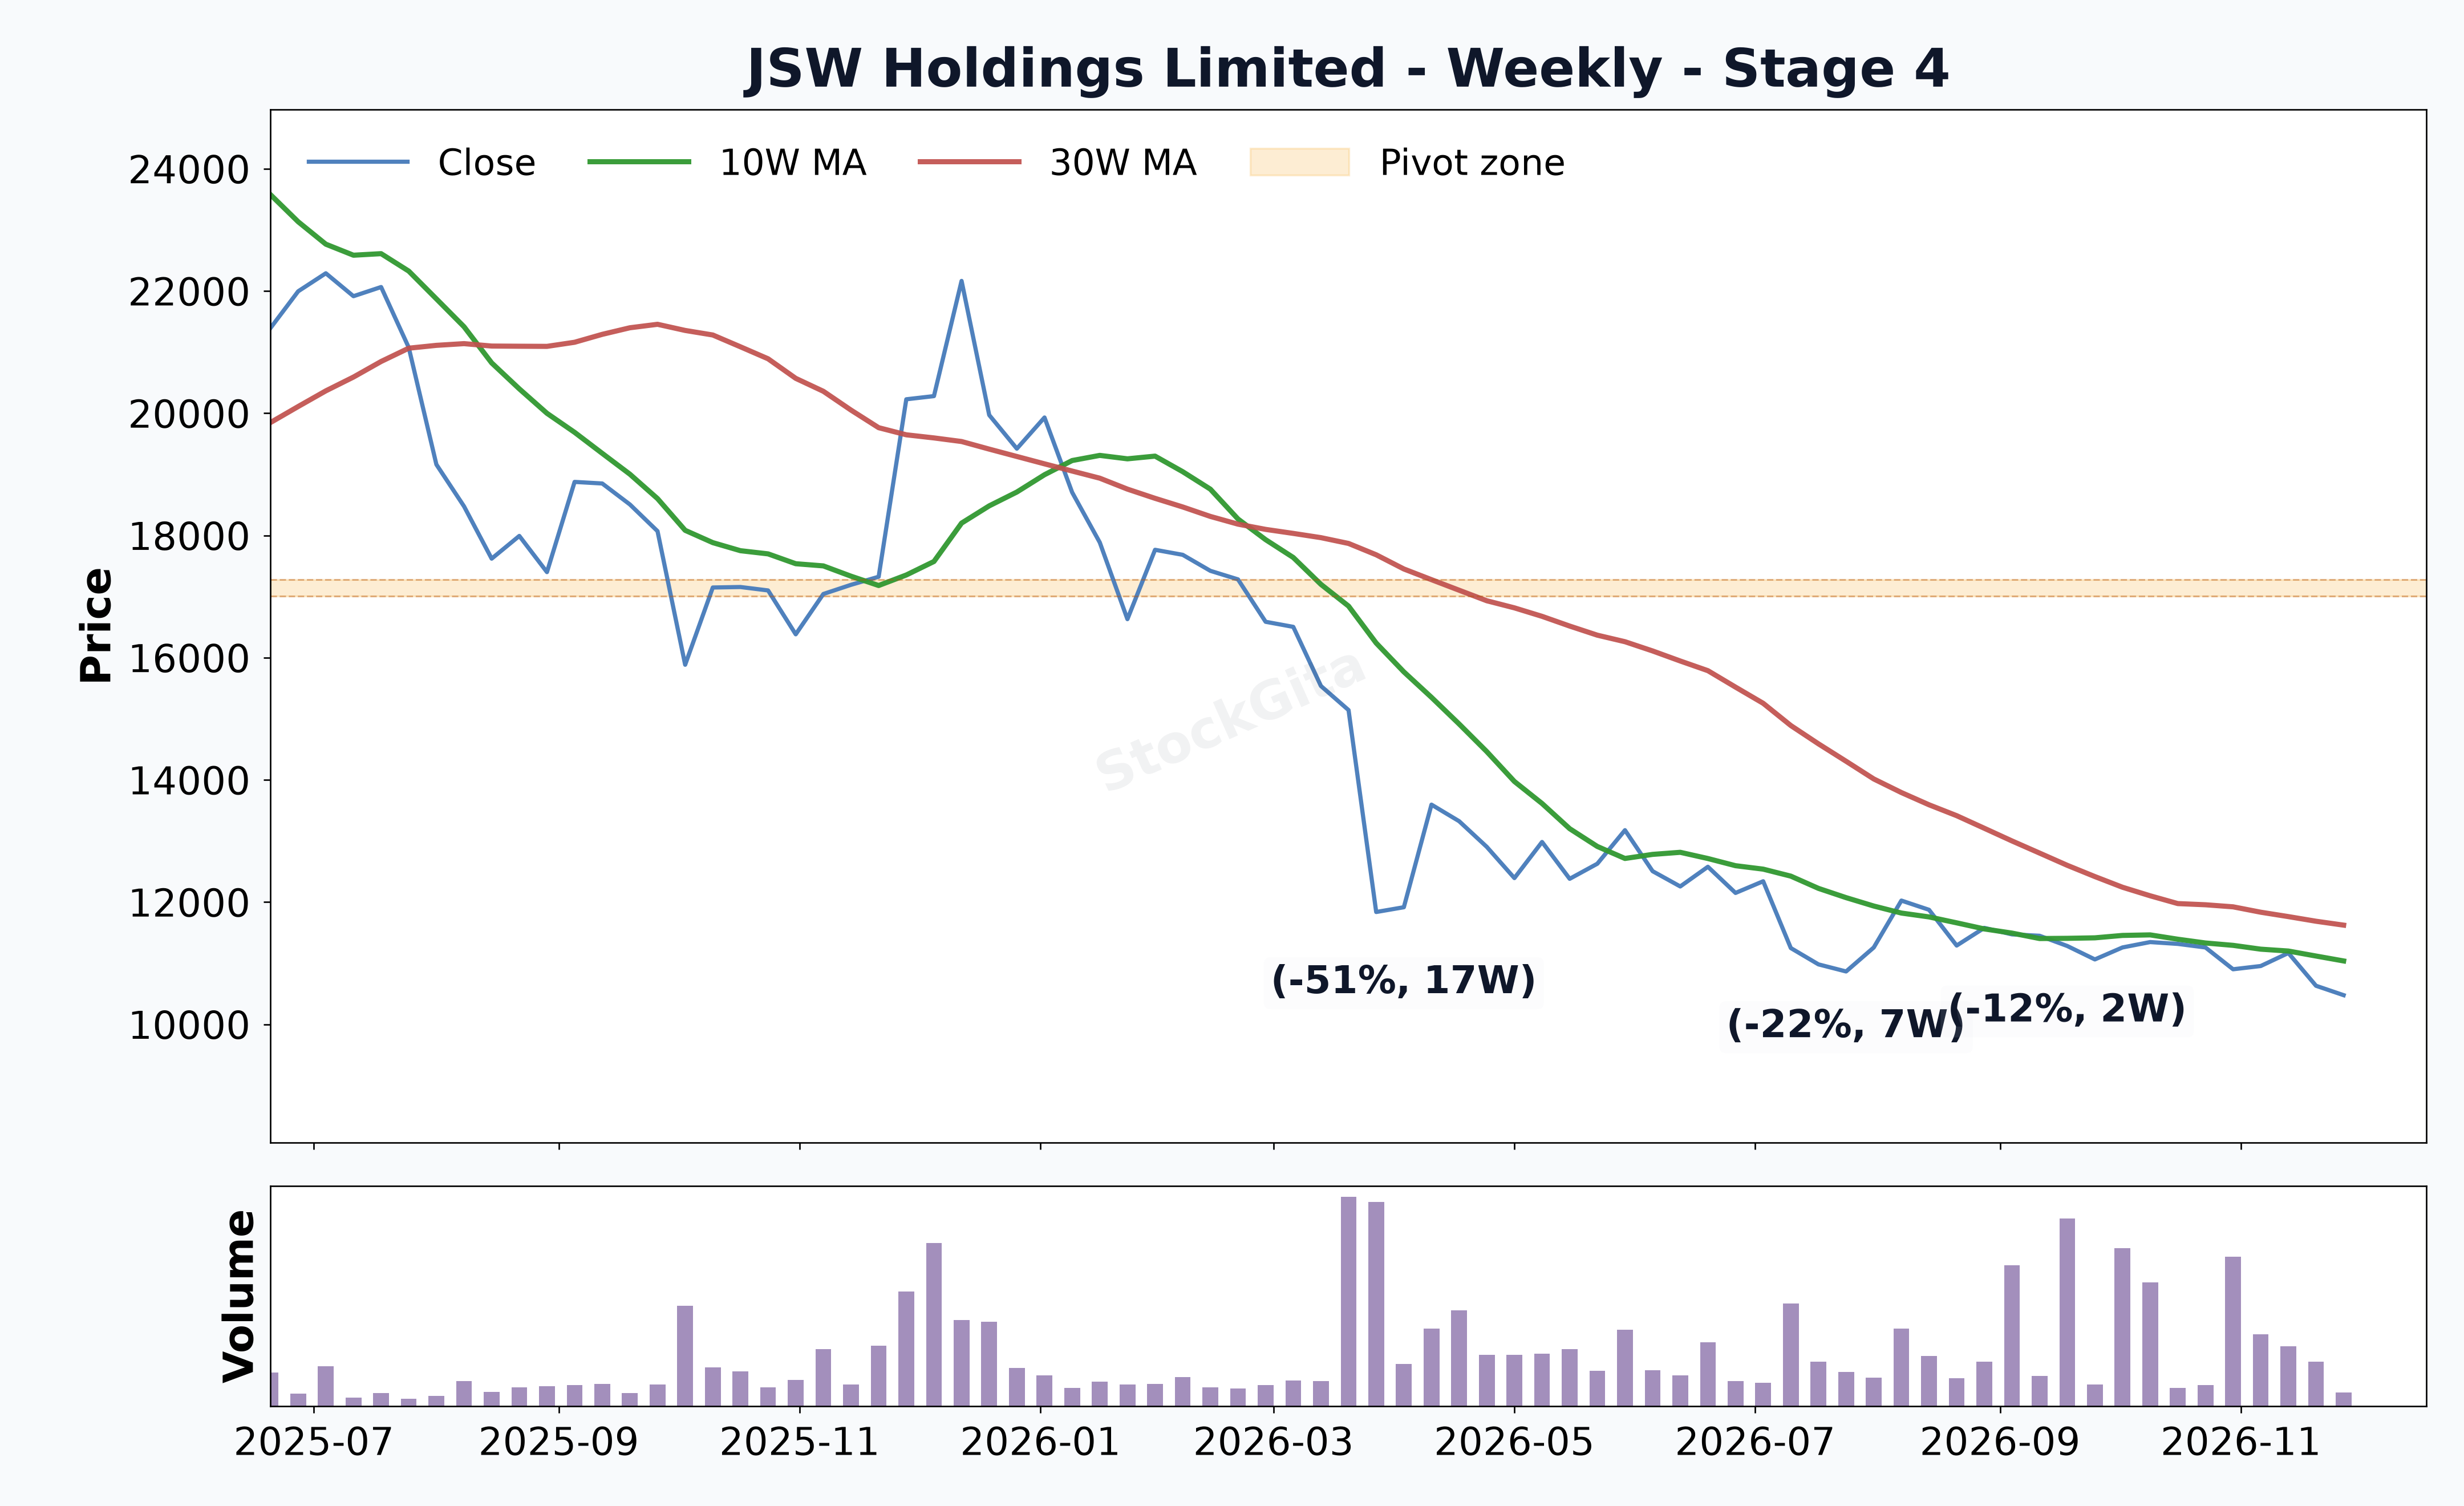 JSW Holdings Limited - Weekly - Stage 4
Close 10W MA 30W MA Pivot zone
24000
22000
20000
18000
16000
14000
12000
10000
Price
StockGita
(-51%, 17W)
(-22%, 7W)
(-12%, 2W)
Volume
2025-07 2025-09 2025-11 2026-01 2026-03 2026-05 2026-07 2026-09 2026-11